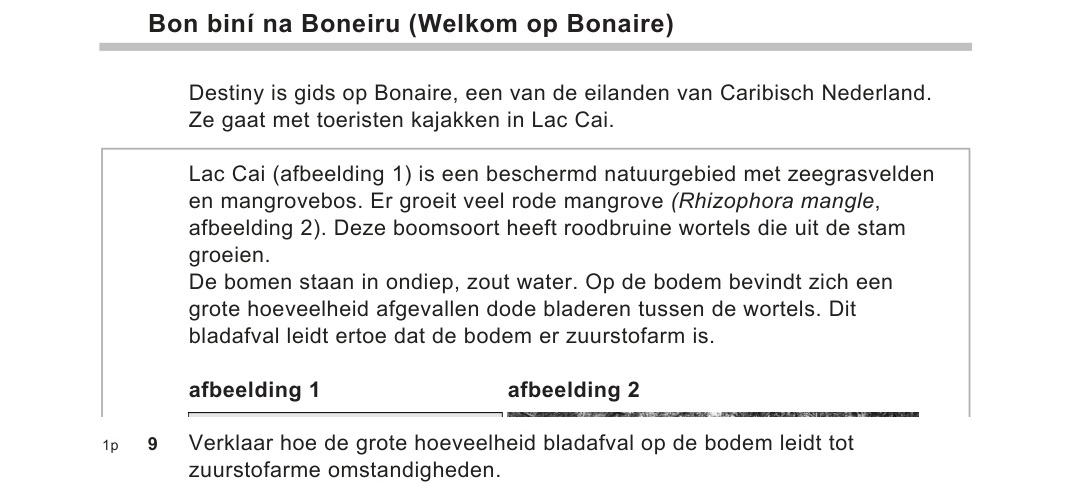 Bon biní na Boneiru (Welkom op Bonaire)
Destiny is gids op Bonaire, een van de eilanden van Caribisch Nederland.
Ze gaat met toeristen kajakken in Lac Cai.
Lac Cai (afbeelding 1) is een beschermd natuurgebied met zeegrasvelden
en mangrovebos. Er groeit veel rode mangrove (Rhizophora mangle,
afbeelding 2). Deze boomsoort heeft roodbruine wortels die uit de stam
groeien.
De bomen staan in ondiep, zout water. Op de bodem bevindt zich een
grote hoeveelheid afgevallen dode bladeren tussen de wortels. Dit
bladafval leidt ertoe dat de bodem er zuurstofarm is.
afbeelding 1 afbeelding 2
1p 9 Verklaar hoe de grote hoeveelheid bladafval op de bodem leidt tot
zuurstofarme omstandigheden.